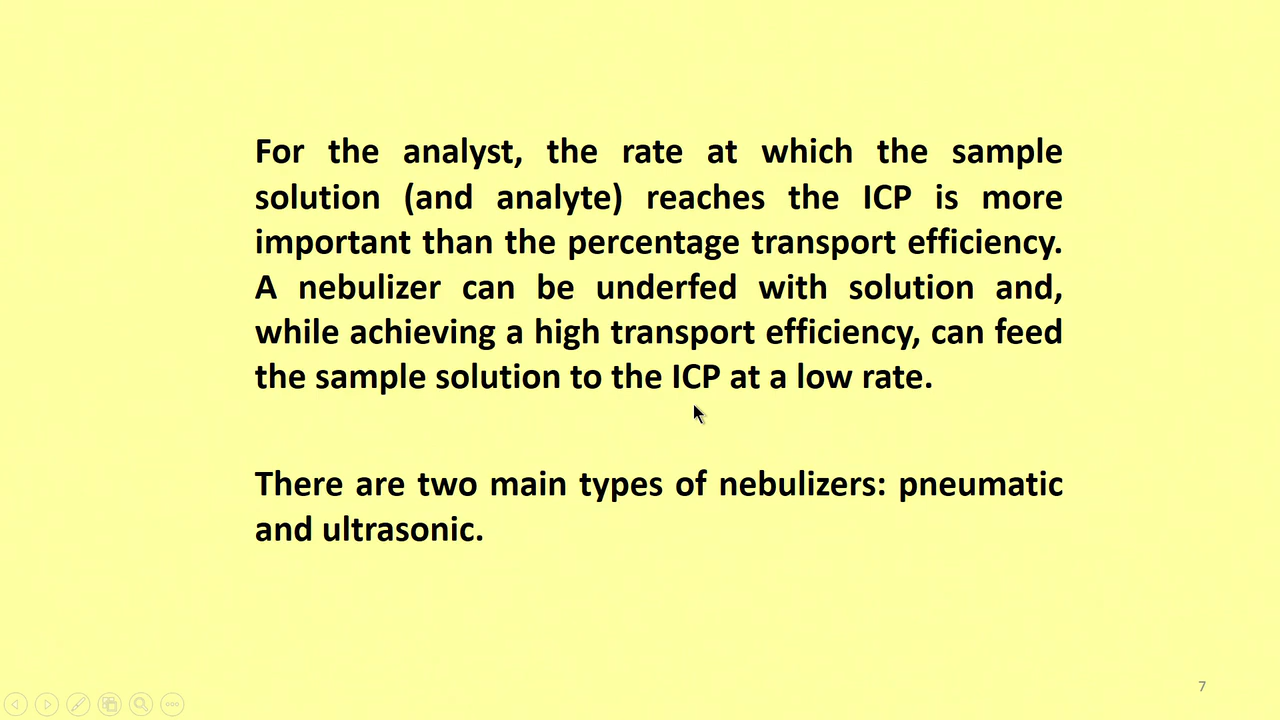 For the analyst, the rate at which the sample
solution (and analyte) reaches the ICP is more
important than the percentage transport efficiency.
A nebulizer can be underfed with solution and,
while achieving a high transport efficiency, can feed
the sample solution to the ICP at a low rate.
There are two main types of nebulizers: pneumatic
and ultrasonic.
7